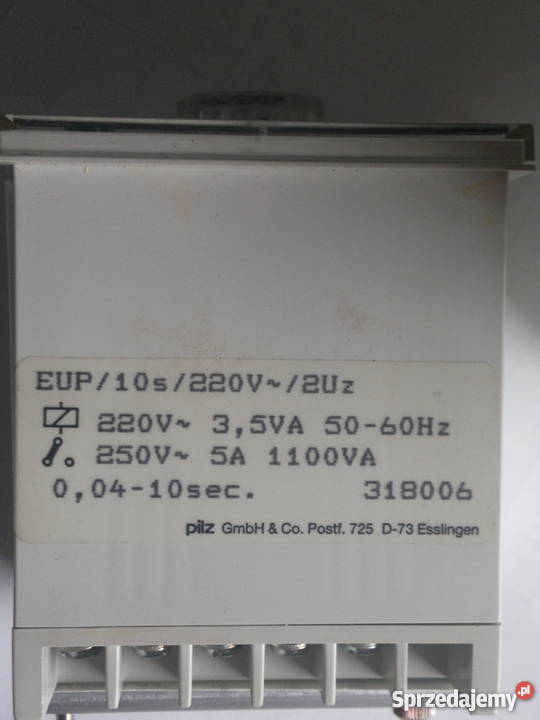 EUP/10s/220V~/2Uz
220V~ 3,5VA 50-60Hz
250V~ 5A 1100VA
0,04-10sec. 318006
pilz GmbH & Co. Postf. 725 D-73 Esslingen
Sprzedajemy.pl